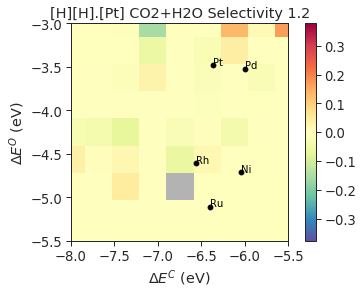 [H][H].[Pt] CO2+H2O Selectivity 1.2
ΔE^O (eV)
−3.0
−3.5
−4.0
−4.5
−5.0
−5.5
Pt
Pd
Rh
Ni
Ru
−8.0 −7.5 −7.0 −6.5 −6.0 −5.5
ΔE^C (eV)
0.3
0.2
0.1
0.0
−0.1
−0.2
−0.3